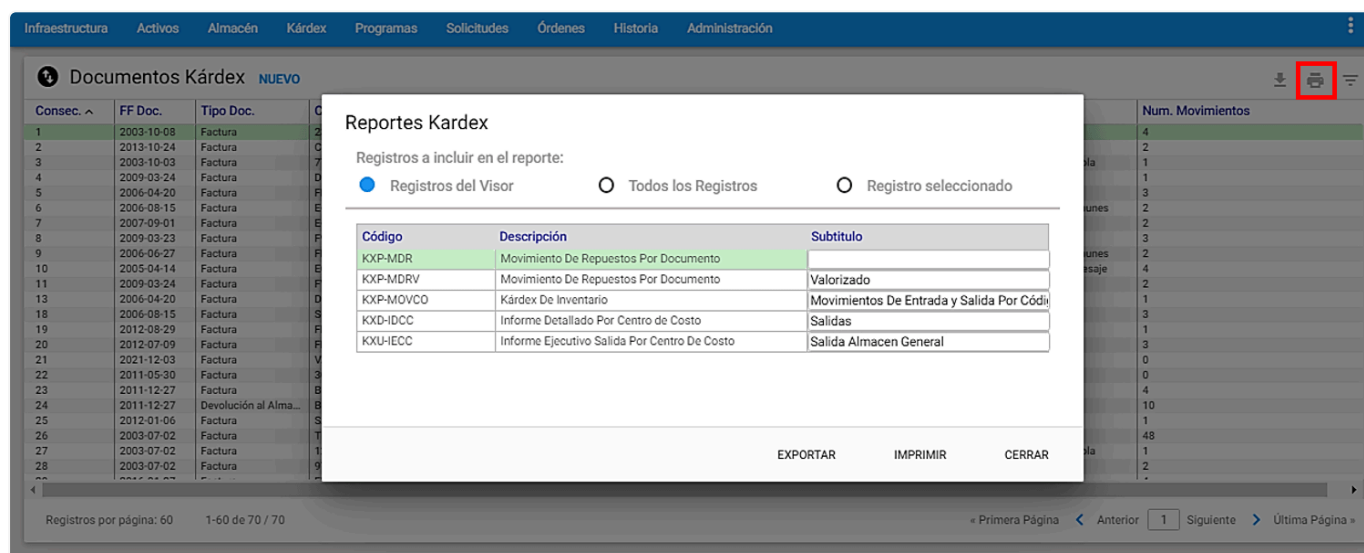 Infraestructura Activos Almacén Kárdex Programas Solicitudes Órdenes Historia Administración
Documentos Kárdex NUEVO
Consec. FF Doc. Tipo Doc. Num. Movimientos
1 2003-10-08 Factura 4
2 2013-10-24 Factura 2
3 2003-10-03 Factura 1
4 2009-03-24 Factura 1
5 2006-04-20 Factura 3
6 2006-08-15 Factura 2
7 2007-09-01 Factura 2
8 2009-03-23 Factura 3
9 2006-06-27 Factura 2
10 2005-04-14 Factura 4
11 2009-03-24 Factura 2
13 2006-04-20 Factura 1
18 2006-08-15 Factura 3
19 2012-08-29 Factura 1
20 2012-07-09 Factura 3
21 2021-12-03 Factura 0
22 2011-05-30 Factura 0
23 2011-12-27 Factura 4
24 2011-12-27 Devolución al Alma... 10
25 2012-01-06 Factura 1
26 2003-07-02 Factura 48
27 2003-07-02 Factura 1
28 2003-07-02 Factura 2
Reportes Kardex
Registros a incluir en el reporte:
Registros del Visor Todos los Registros Registro seleccionado
Código Descripción Subtitulo
KXP-MDR Movimiento De Repuestos Por Documento
KXP-MDRV Movimiento De Repuestos Por Documento Valorizado
KXP-MOVCO Kárdex De Inventario Movimientos De Entrada y Salida Por Códi
KXD-IDCC Informe Detallado Por Centro de Costo Salidas
KXU-IECC Informe Ejecutivo Salida Por Centro De Costo Salida Almacen General
EXPORTAR IMPRIMIR CERRAR
Registros por página: 60 1-60 de 70 / 70 « Primera Página Anterior 1 Siguiente Última Página »